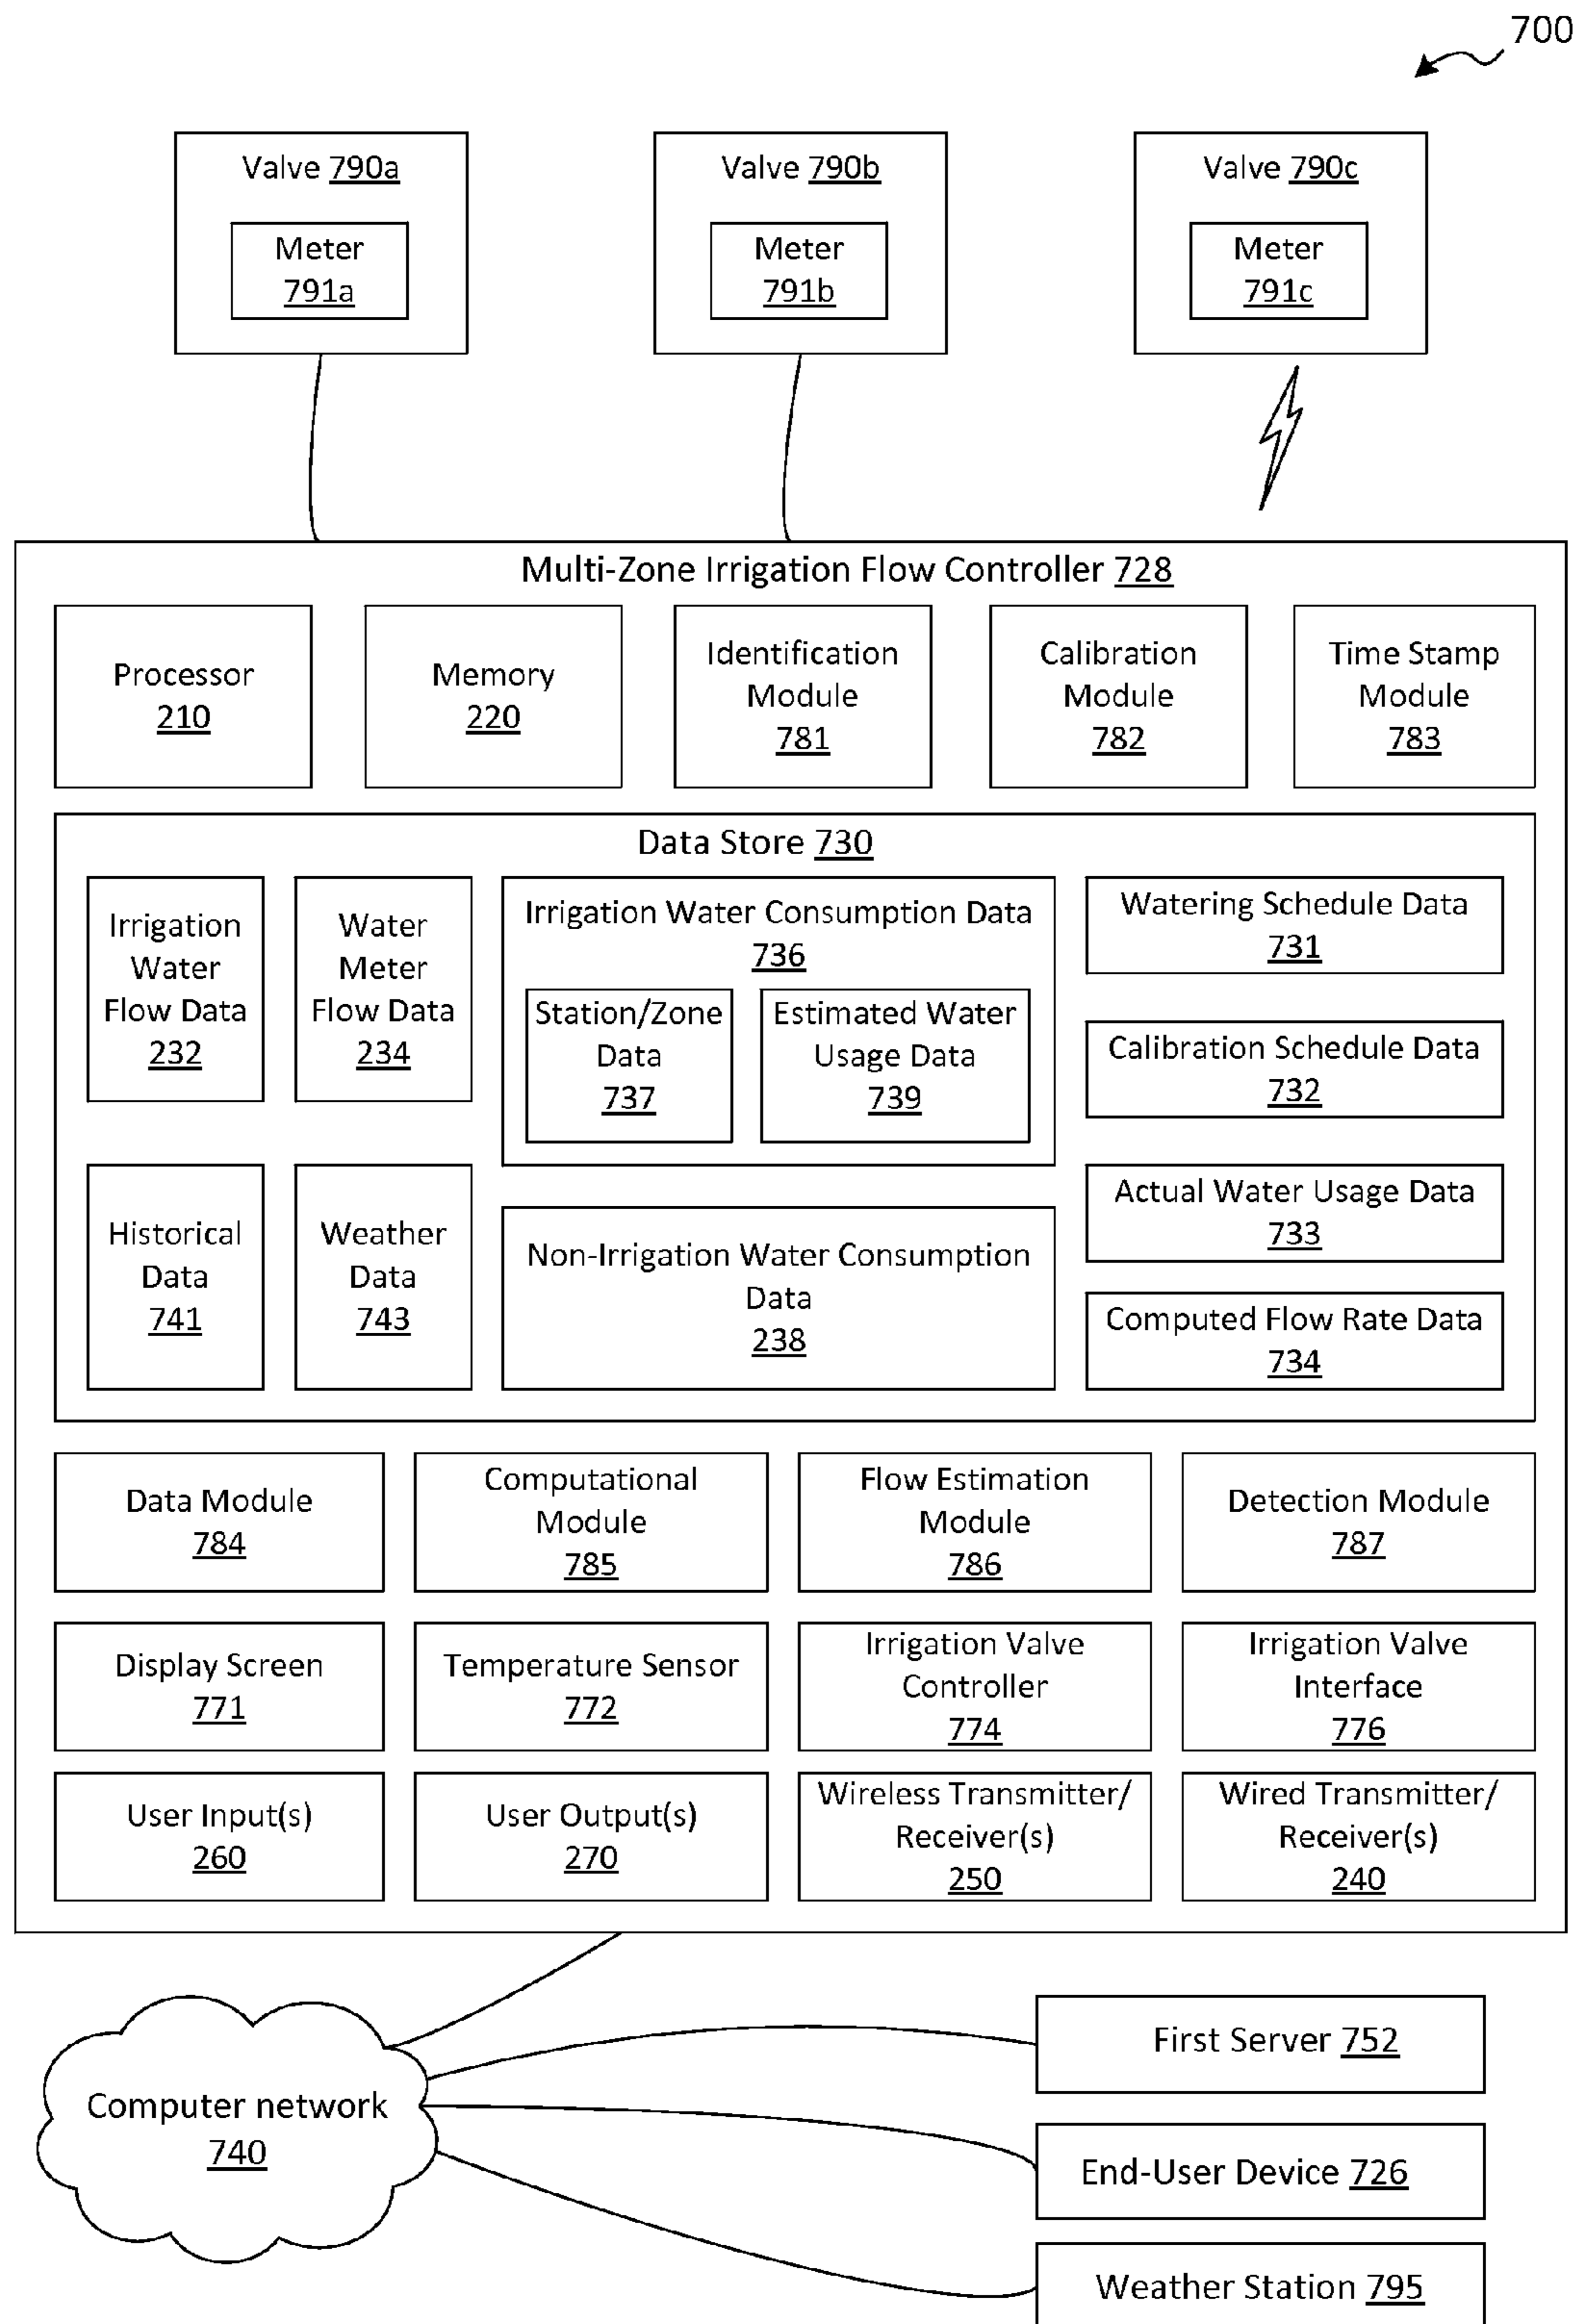 700
Valve 790a
Meter
791a
Valve 790b
Meter
791b
Valve 790c
Meter
791c
Multi-Zone Irrigation Flow Controller 728
Processor
210
Memory
220
Identification
Module
781
Calibration
Module
782
Time Stamp
Module
783
Data Store 730
Irrigation
Water
Flow Data
232
Water
Meter
Flow Data
234
Irrigation Water Consumption Data
736
Station/Zone
Data
737
Estimated Water
Usage Data
739
Watering Schedule Data
731
Calibration Schedule Data
732
Historical
Data
741
Weather
Data
743
Non-Irrigation Water Consumption
Data
238
Actual Water Usage Data
733
Computed Flow Rate Data
734
Data Module
784
Computational
Module
785
Flow Estimation
Module
786
Detection Module
787
Display Screen
771
Temperature Sensor
772
Irrigation Valve
Controller
774
Irrigation Valve
Interface
776
User Input(s)
260
User Output(s)
270
Wireless Transmitter/
Receiver(s)
250
Wired Transmitter/
Receiver(s)
240
Computer network
740
First Server 752
End-User Device 726
Weather Station 795